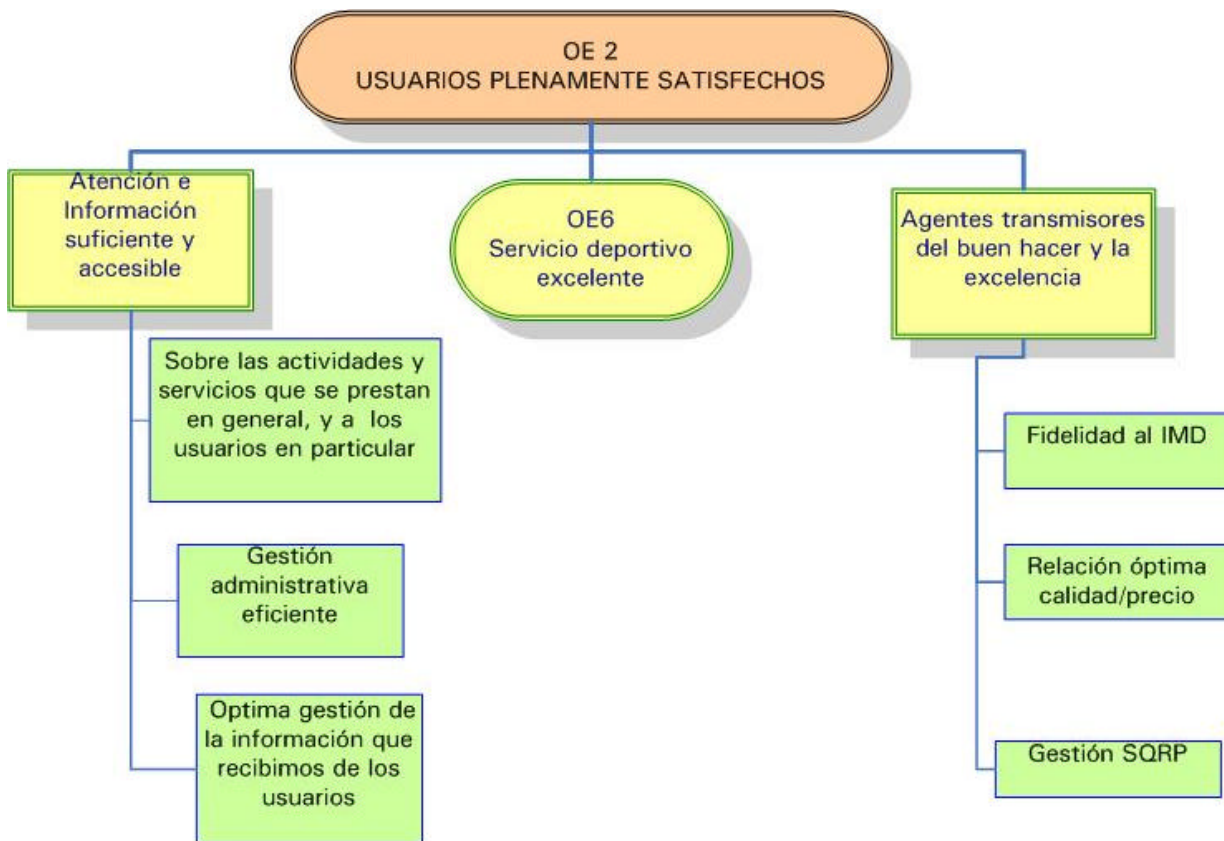 OE 2
USUARIOS PLENAMENTE SATISFECHOS
Atención e
Información
suficiente y
accesible
OE6
Servicio deportivo
excelente
Agentes transmisores
del buen hacer y la
excelencia
Sobre las actividades y
servicios que se prestan
en general, y a los
usuarios en particular
Gestión
administrativa
eficiente
Optima gestión de
la información que
recibimos de los
usuarios
Fidelidad al IMD
Relación óptima
calidad/precio
Gestión SQRP